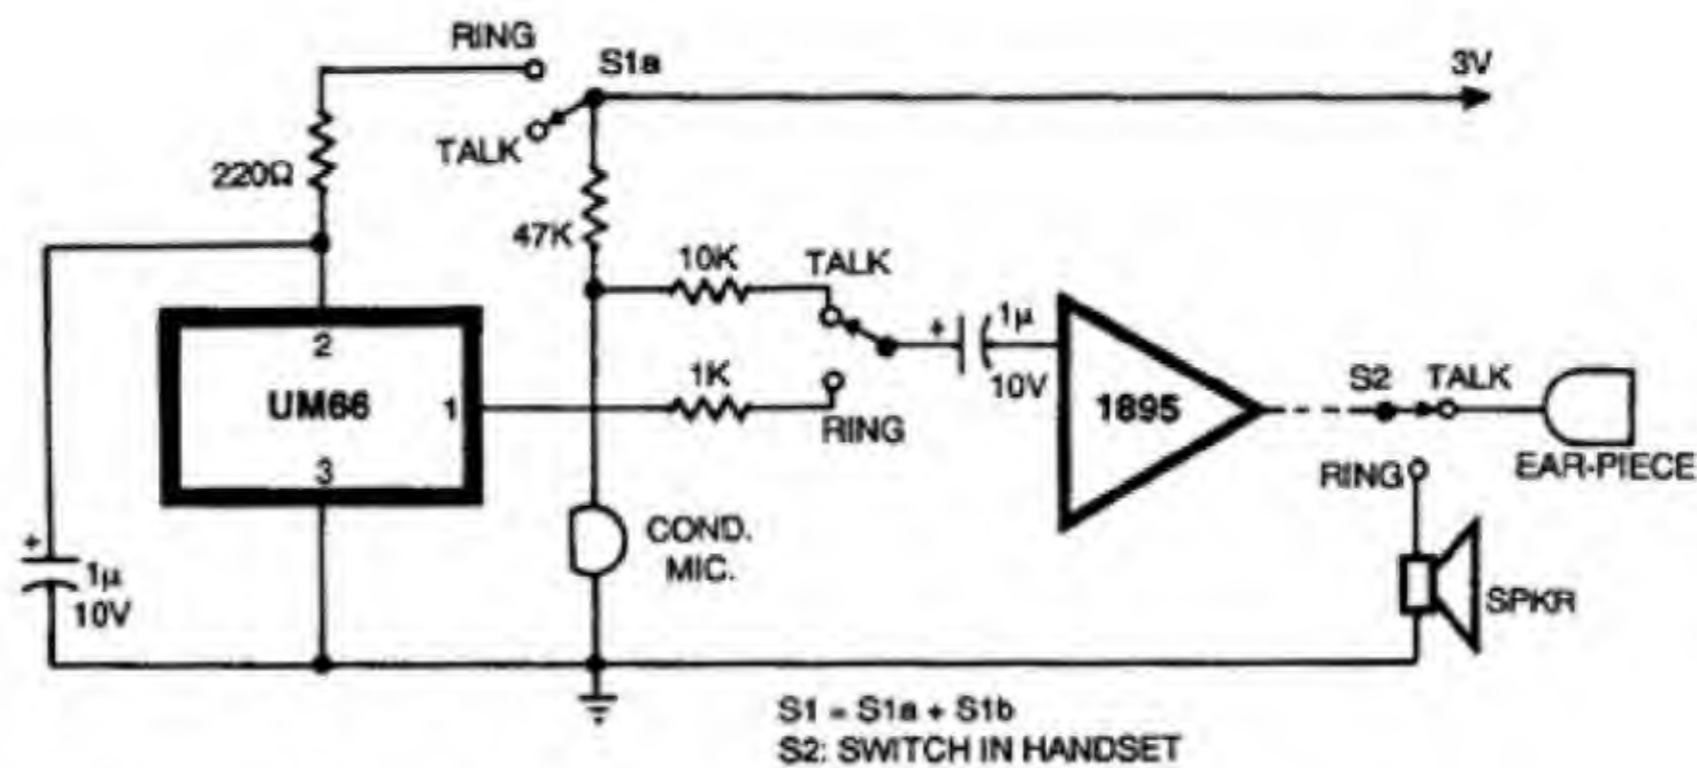 RING
S1a
3V
TALK
220Ω
47K
10K
TALK
2
+
1μ
10V
UM66
1
1K
1895
S2
TALK
RING
3
RING
EAR-PIECE
COND.
MIC.
+
1μ
10V
SPKR
S1 = S1a + S1b
S2: SWITCH IN HANDSET